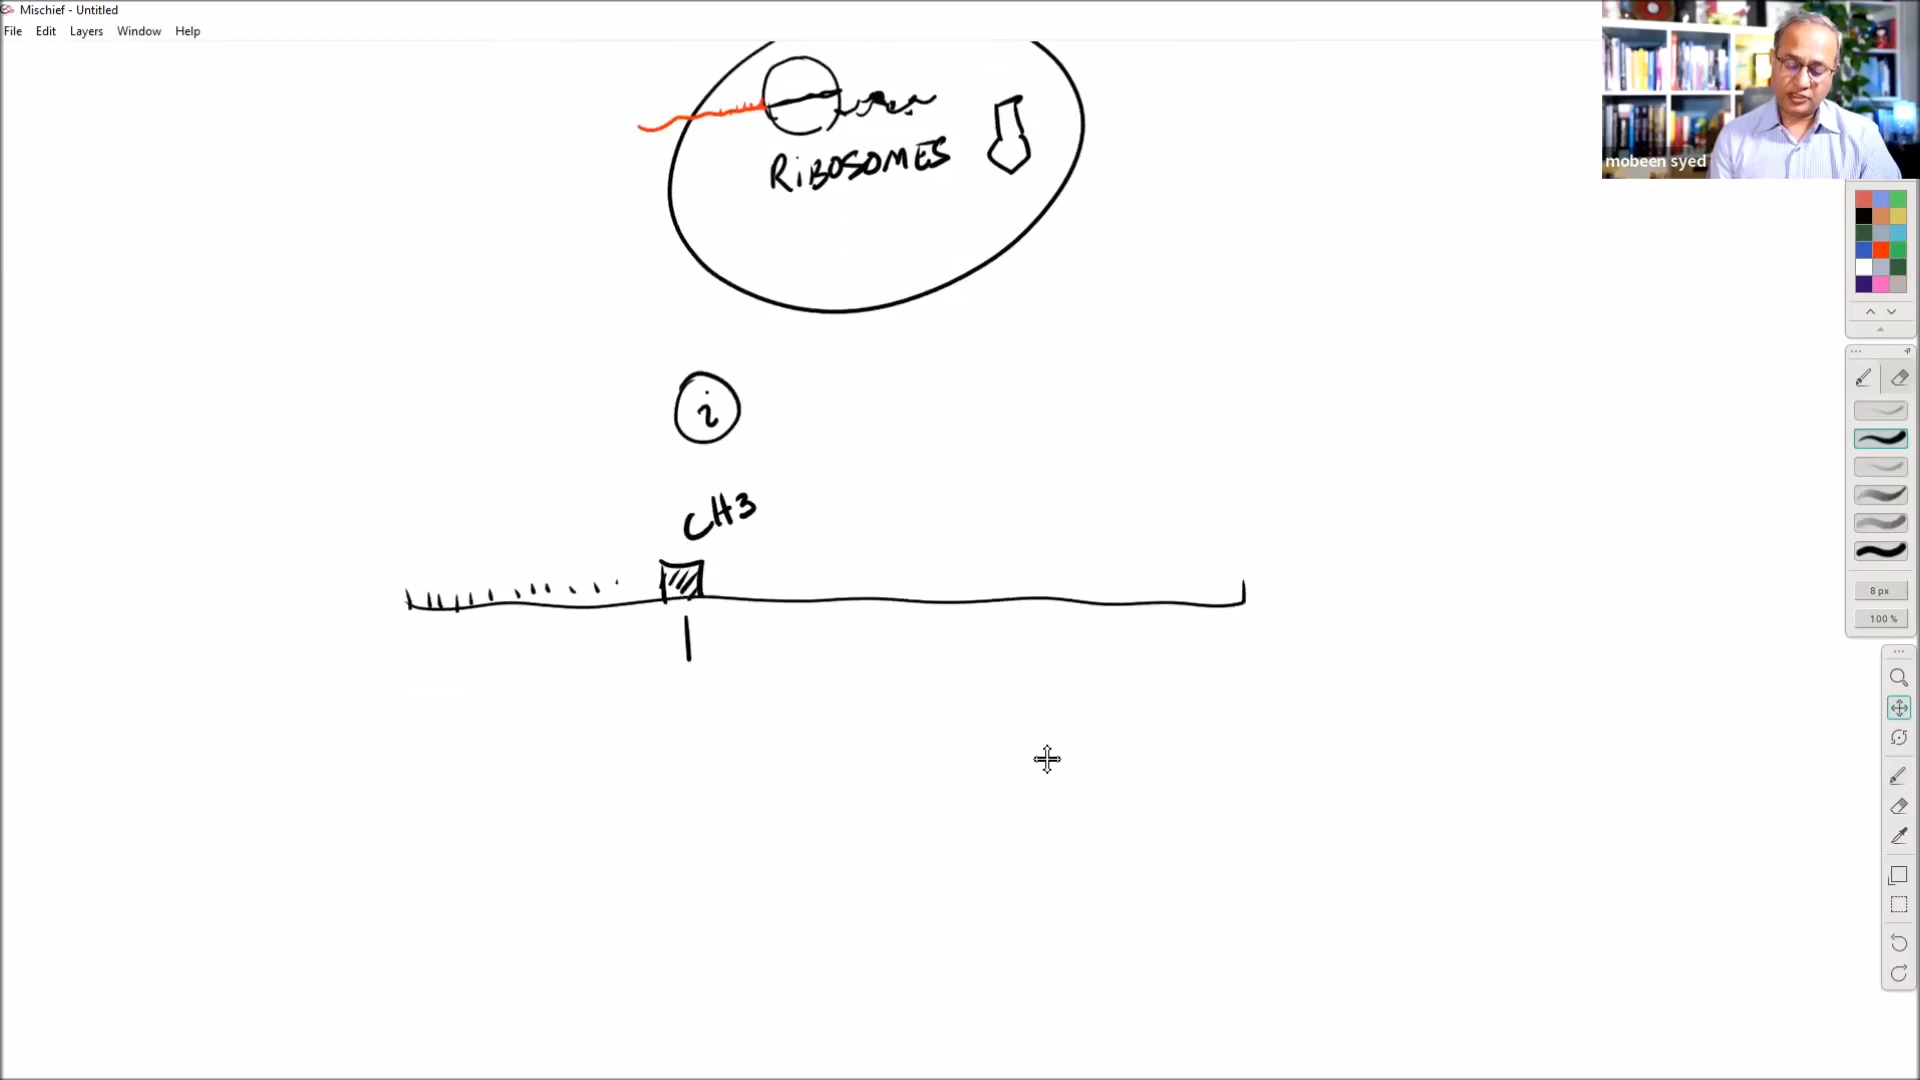 Mischief - Untitled
File Edit Layers Window Help
mobeen syed
RiBOSOMES
i
CH3
8 px
100 %